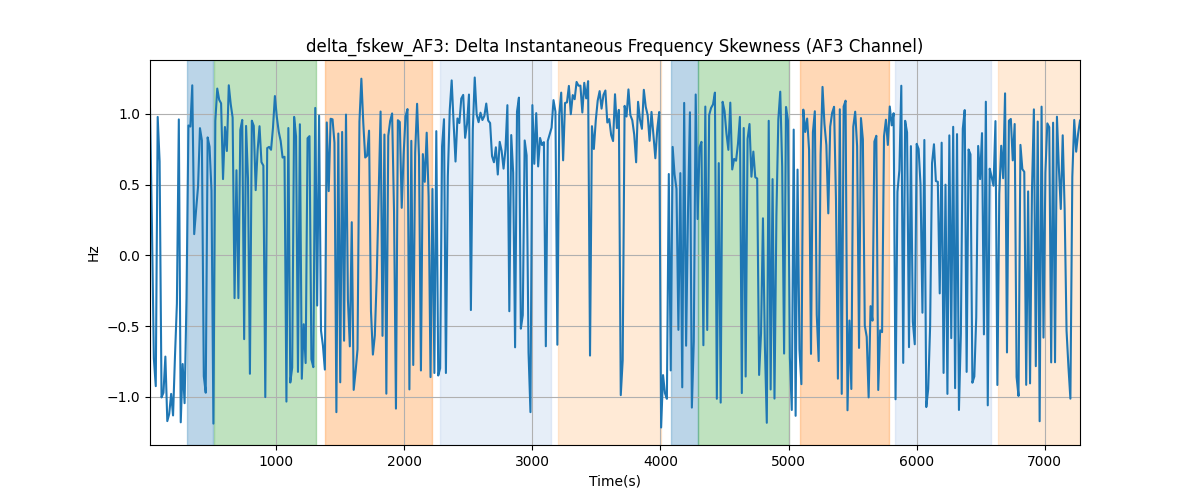 delta_fskew_AF3: Delta Instantaneous Frequency Skewness (AF3 Channel)
1.0
0.5
0.0
−0.5
−1.0
Hz
1000 2000 3000 4000 5000 6000 7000
Time(s)